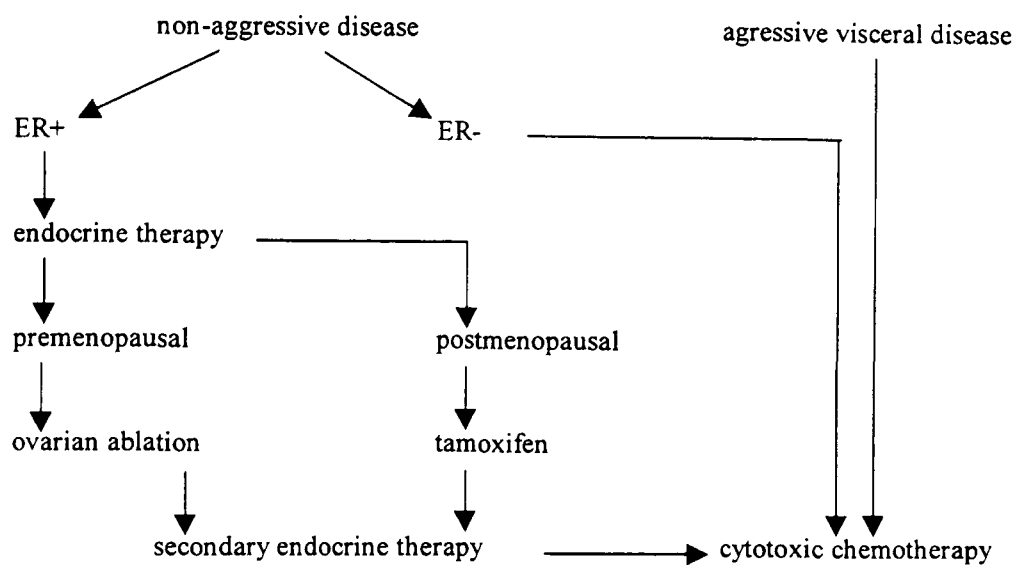 non-aggressive disease
agressive visceral disease
ER+
ER-
endocrine therapy
premenopausal
postmenopausal
ovarian ablation
tamoxifen
secondary endocrine therapy
cytotoxic chemotherapy